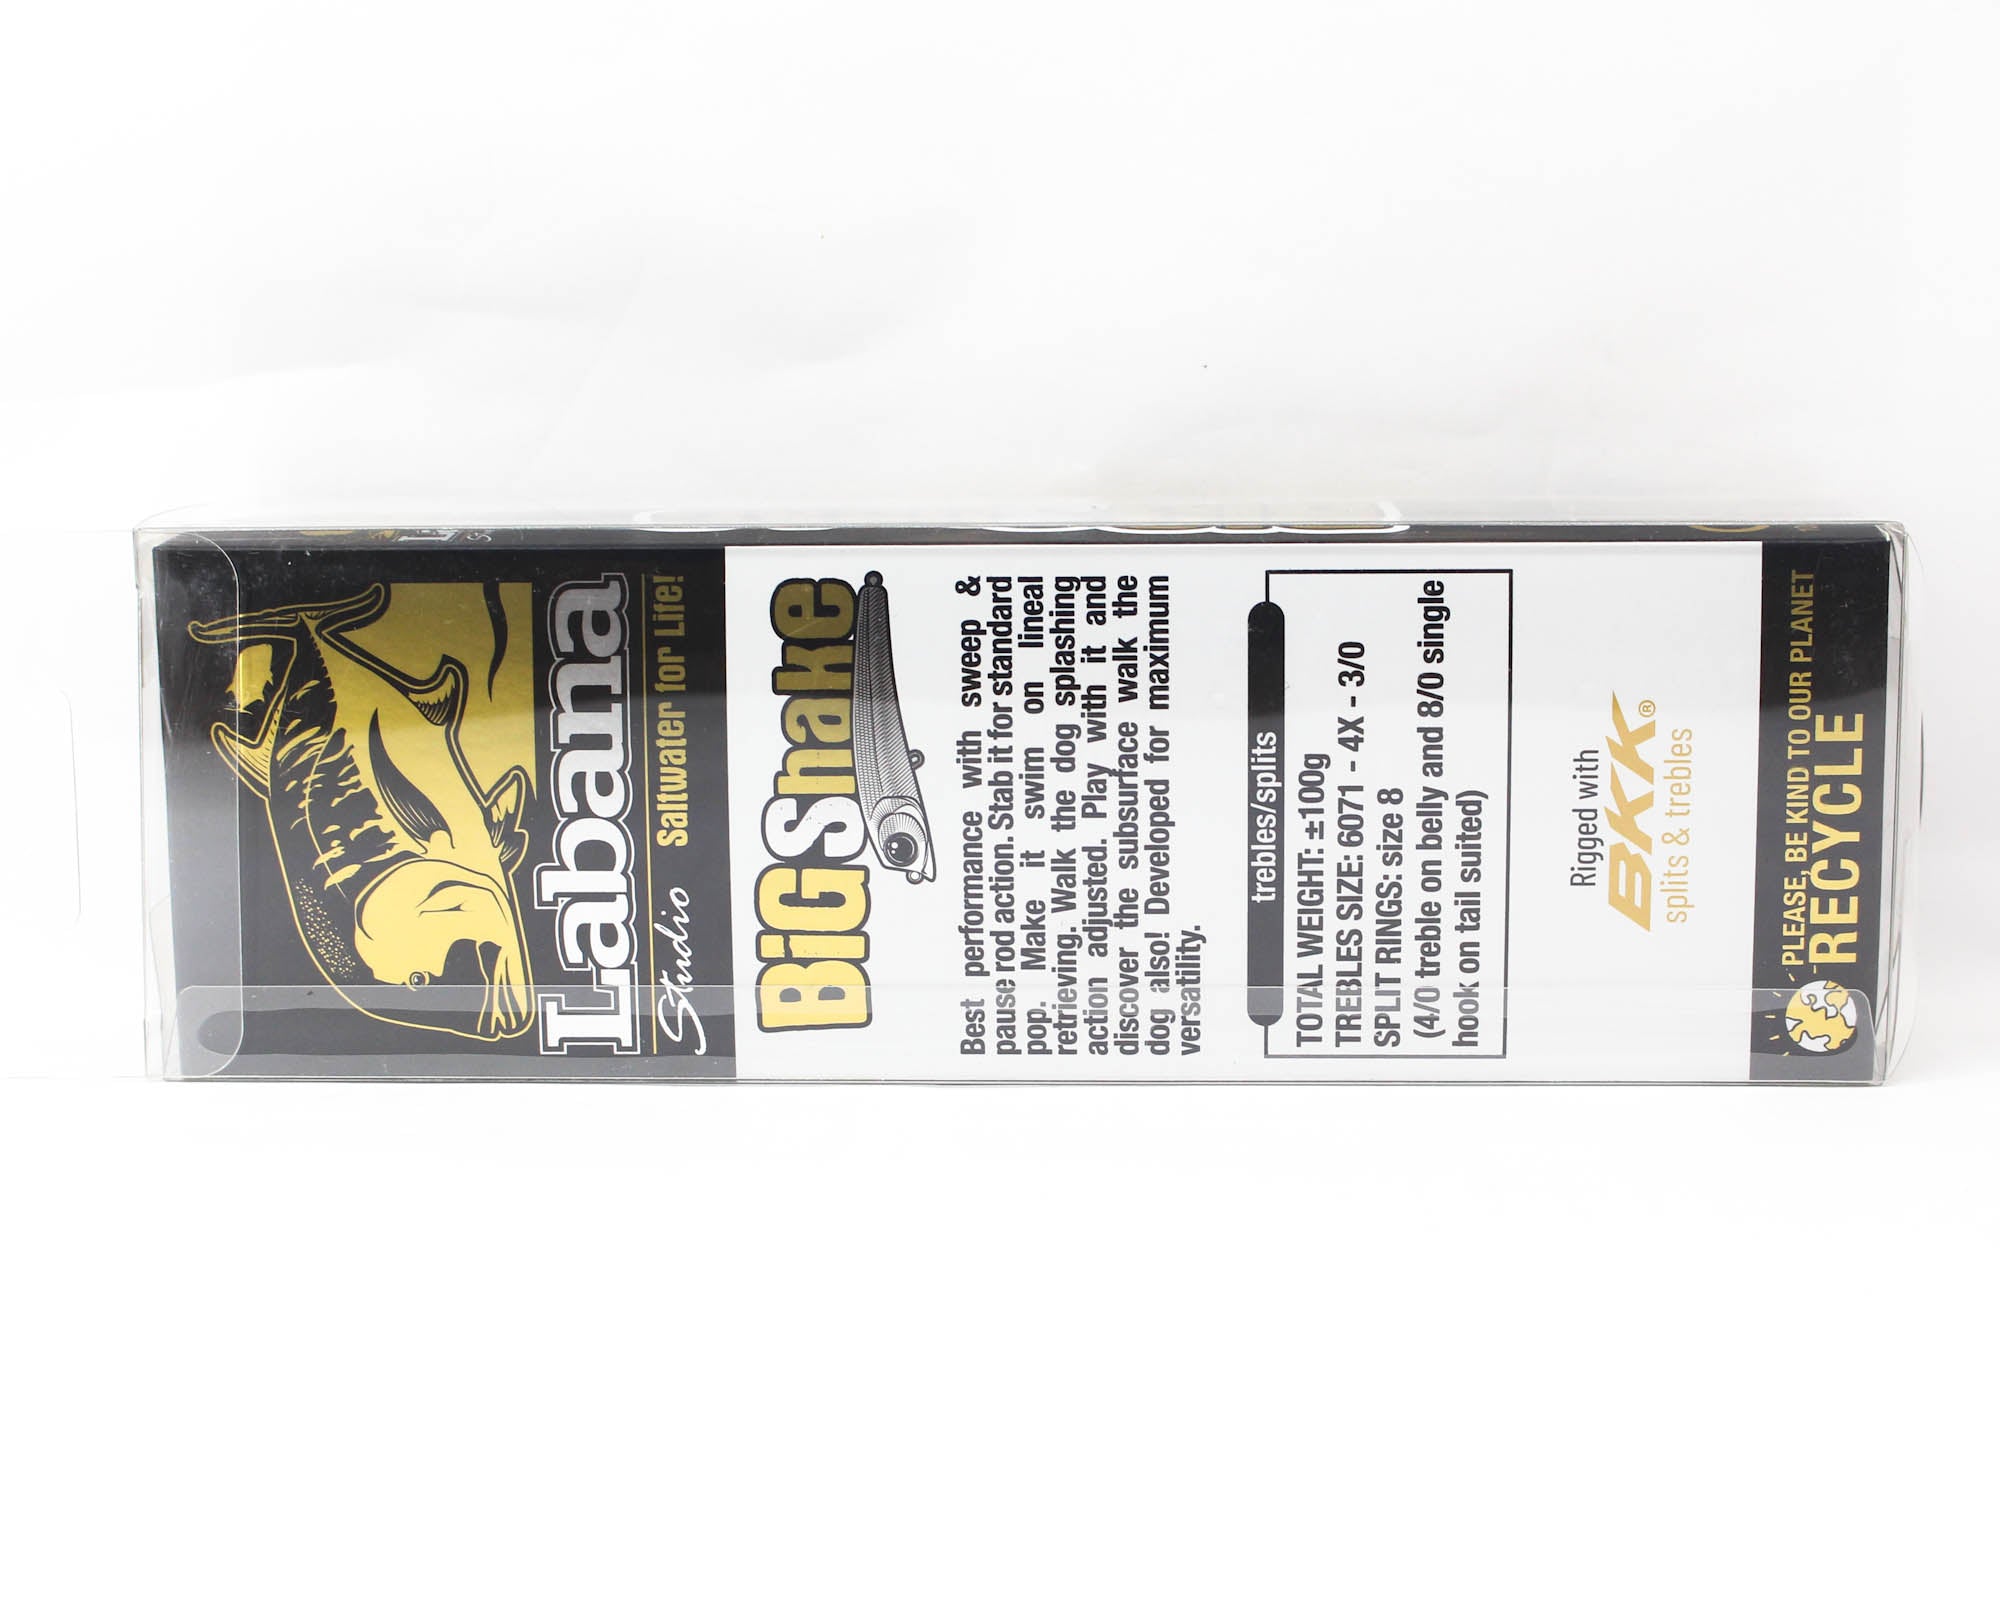 Labana
Studio Saltwater for Life!
BiGShake
Best performance with sweep &
pause rod action. Stab it for standard
pop. Make it swim on lineal
retrieving. Walk the dog splashing
action adjusted. Play with it and
discover the subsurface walk the
dog also! Developed for maximum
versatility.
trebles/splits
TOTAL WEIGHT: ±100g
TREBLES SIZE: 6071 - 4X - 3/0
SPLIT RINGS: size 8
(4/0 treble on belly and 8/0 single
hook on tail suited)
Rigged with
BKK®
splits & trebles
PLEASE, BE KIND TO OUR PLANET
RECYCLE